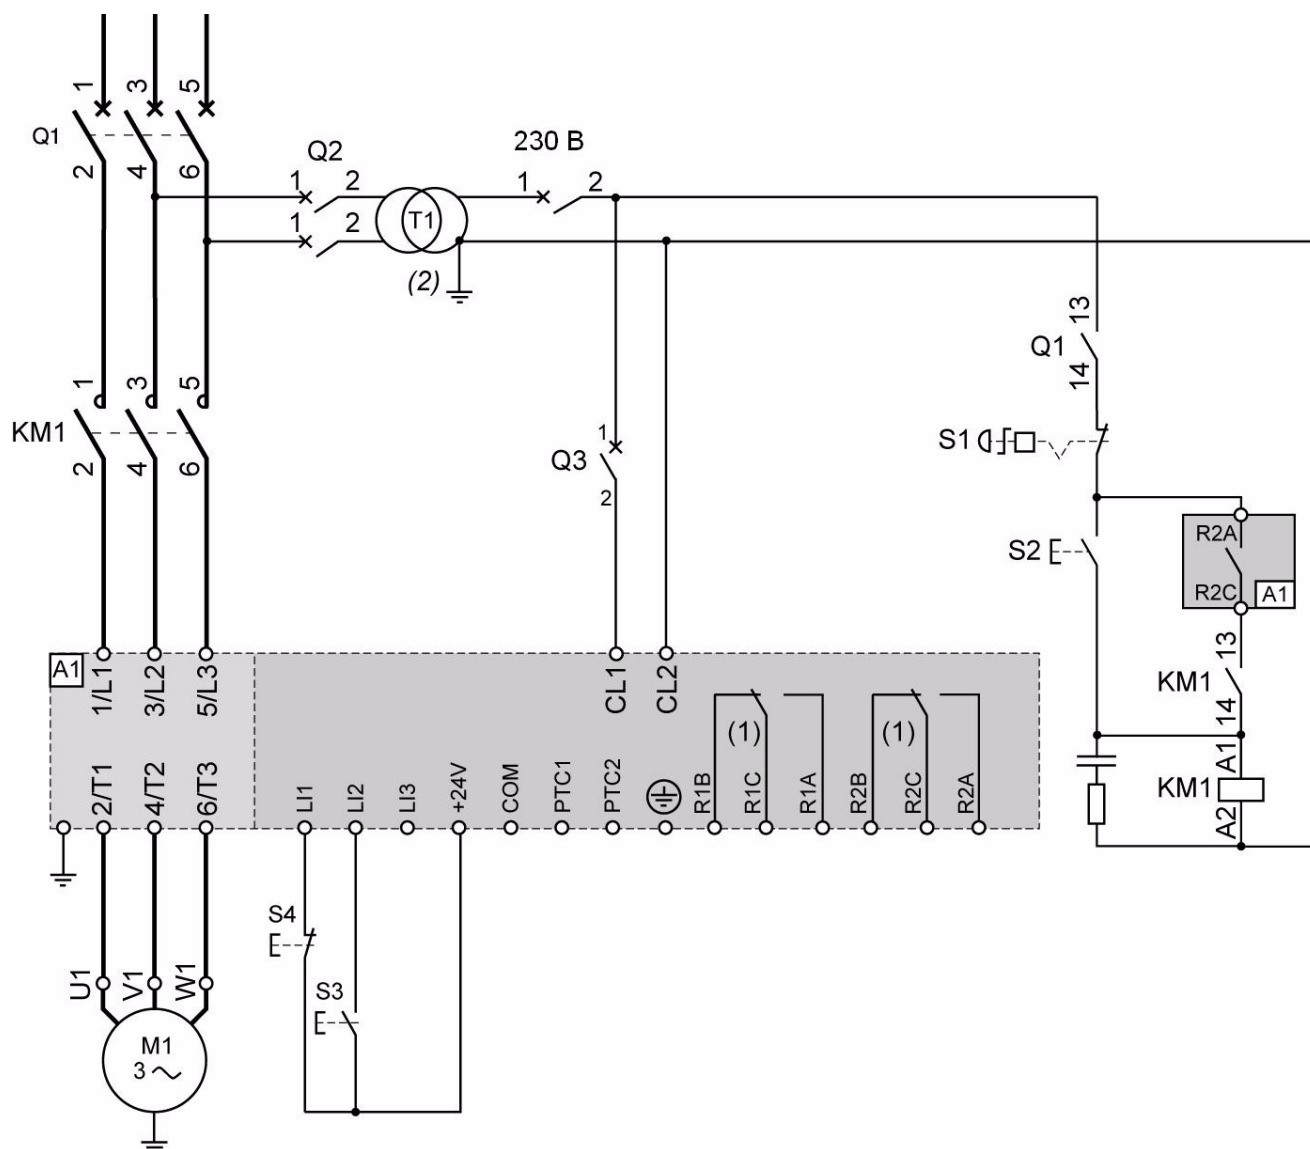 1 3 5
Q1
2 4 6
Q2
230 В
1 2
1 2
1 2
T1
(2)
13
Q1
14
1 3 5
KM1
2 4 6
1
Q3
2
S1
S2
R2A
R2C
A1
13
KM1
14
A1
KM1
A2
A1
1/L1 3/L2 5/L3
CL1 CL2
(1) (1)
2/T1 4/T2 6/T3
LI1 LI2 LI3 +24V COM PTC1 PTC2 R1B R1C R1A R2B R2C R2A
S4
S3
U1 V1 W1
M1
3